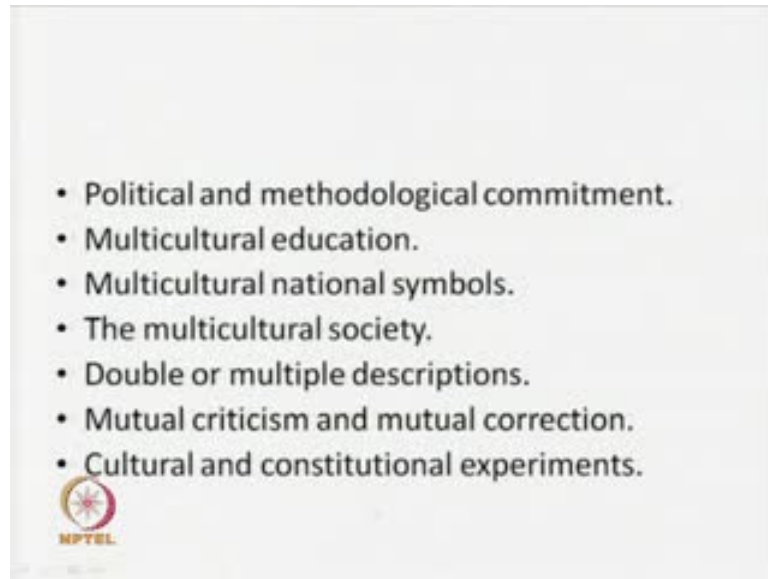 • Political and methodological commitment.
• Multicultural education.
• Multicultural national symbols.
• The multicultural society.
• Double or multiple descriptions.
• Mutual criticism and mutual correction.
• Cultural and constitutional experiments.
NPTEL